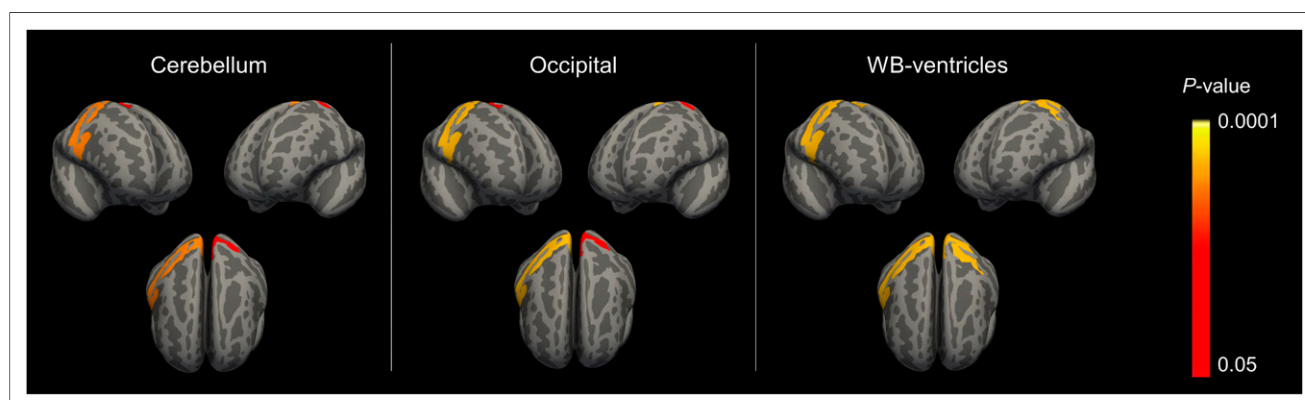 Cerebellum
Occipital
WB-ventricles
P-value
0.0001
0.05